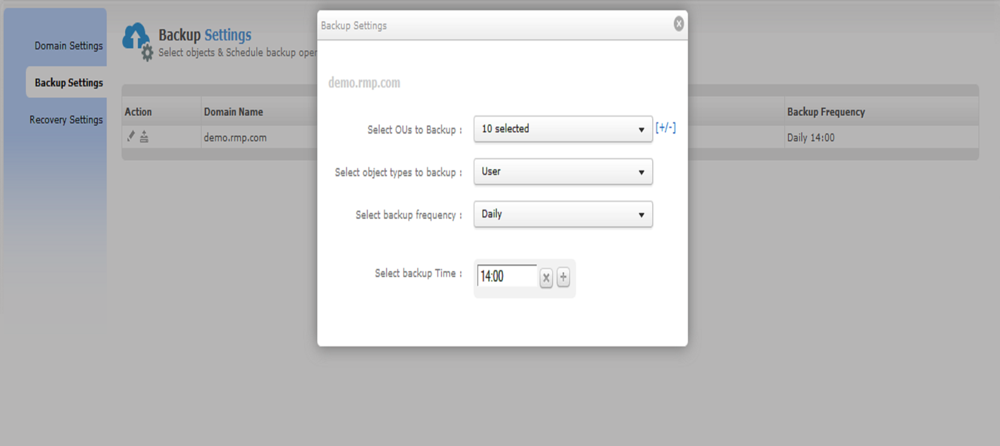 Domain Settings
Backup Settings
Recovery Settings
Backup Settings
Select objects & Schedule backup oper
Action
Domain Name
Backup Frequency
demo.rmp.com
Daily 14:00
Backup Settings
demo.rmp.com
Select OUs to Backup :
10 selected
[+/-]
Select object types to backup :
User
Select backup frequency :
Daily
Select backup Time :
14:00